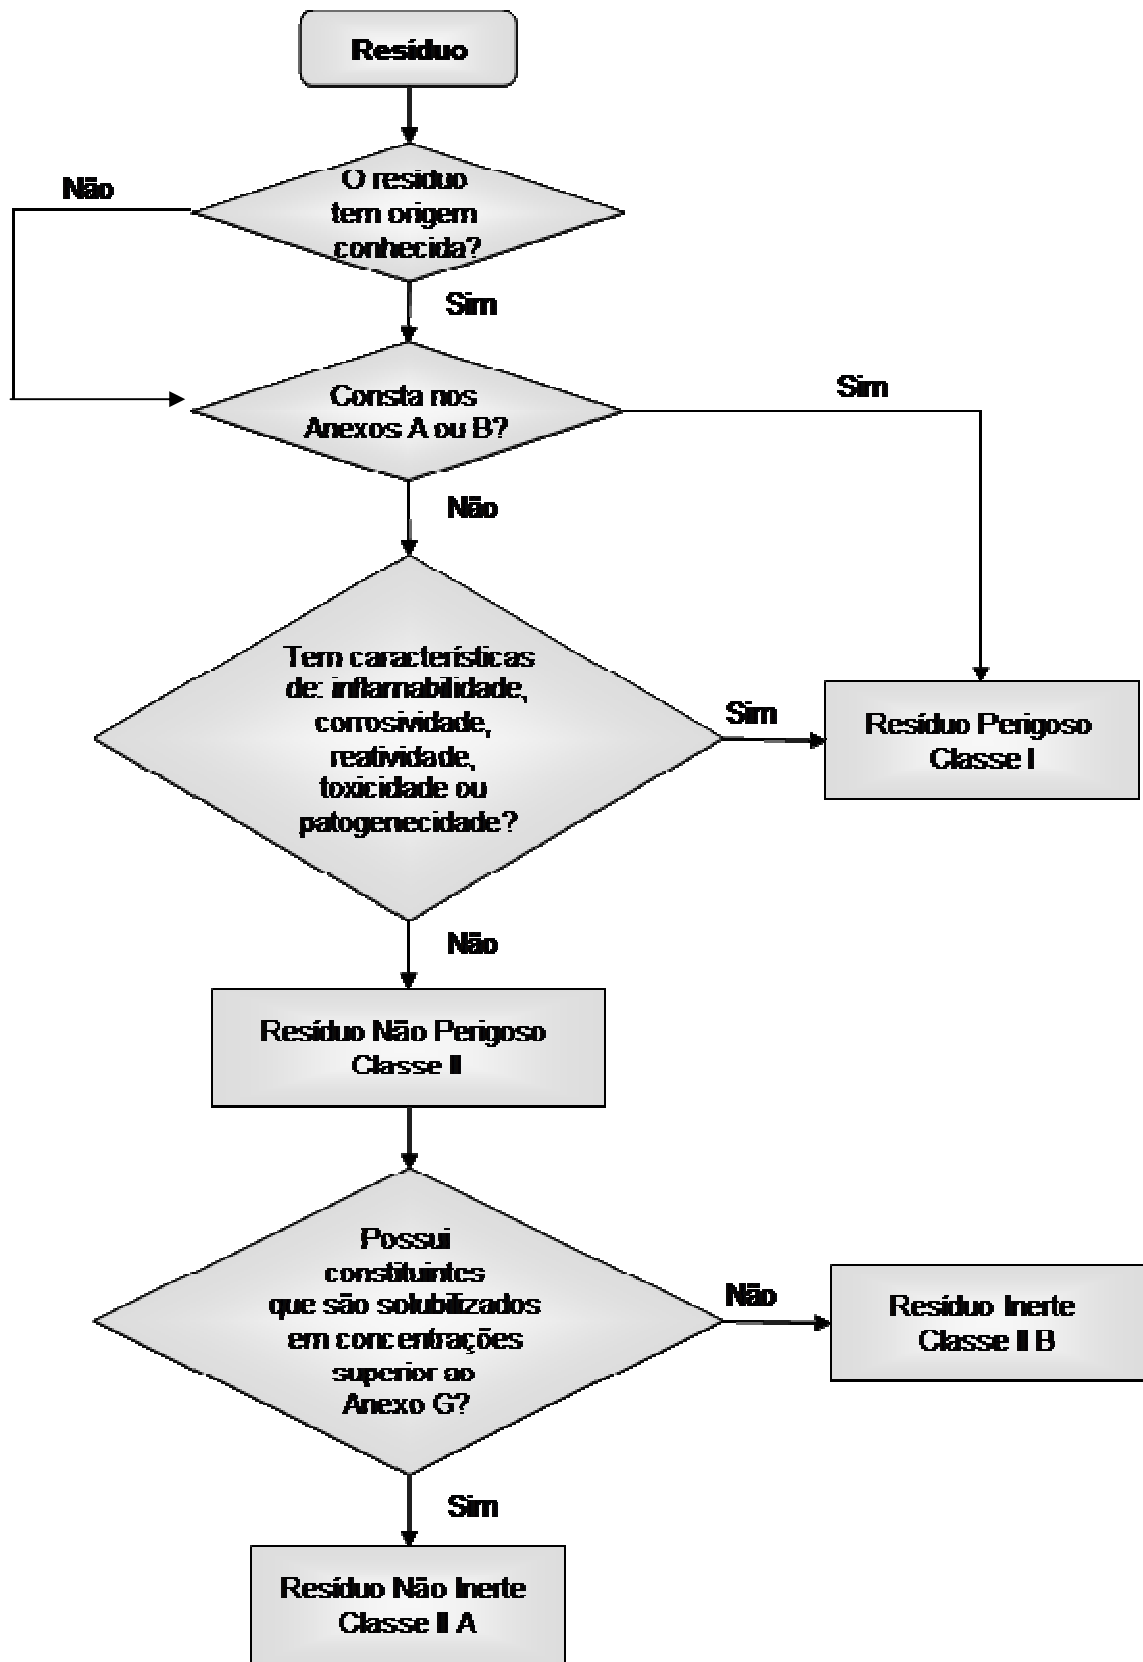 Resíduo
O resíduo
tem origem
conhecida?
Não
Sim
Consta nos
Anexos A ou B?
Sim
Não
Tem características
de: inflamabilidade,
corrosividade,
reatividade,
toxicidade ou
patogenecidade?
Sim
Resíduo Perigoso
Classe I
Não
Resíduo Não Perigoso
Classe II
Possui
constituintes
que são solubilizados
em concentrações
superior ao
Anexo G?
Não
Resíduo Inerte
Classe II B
Sim
Resíduo Não Inerte
Classe II A